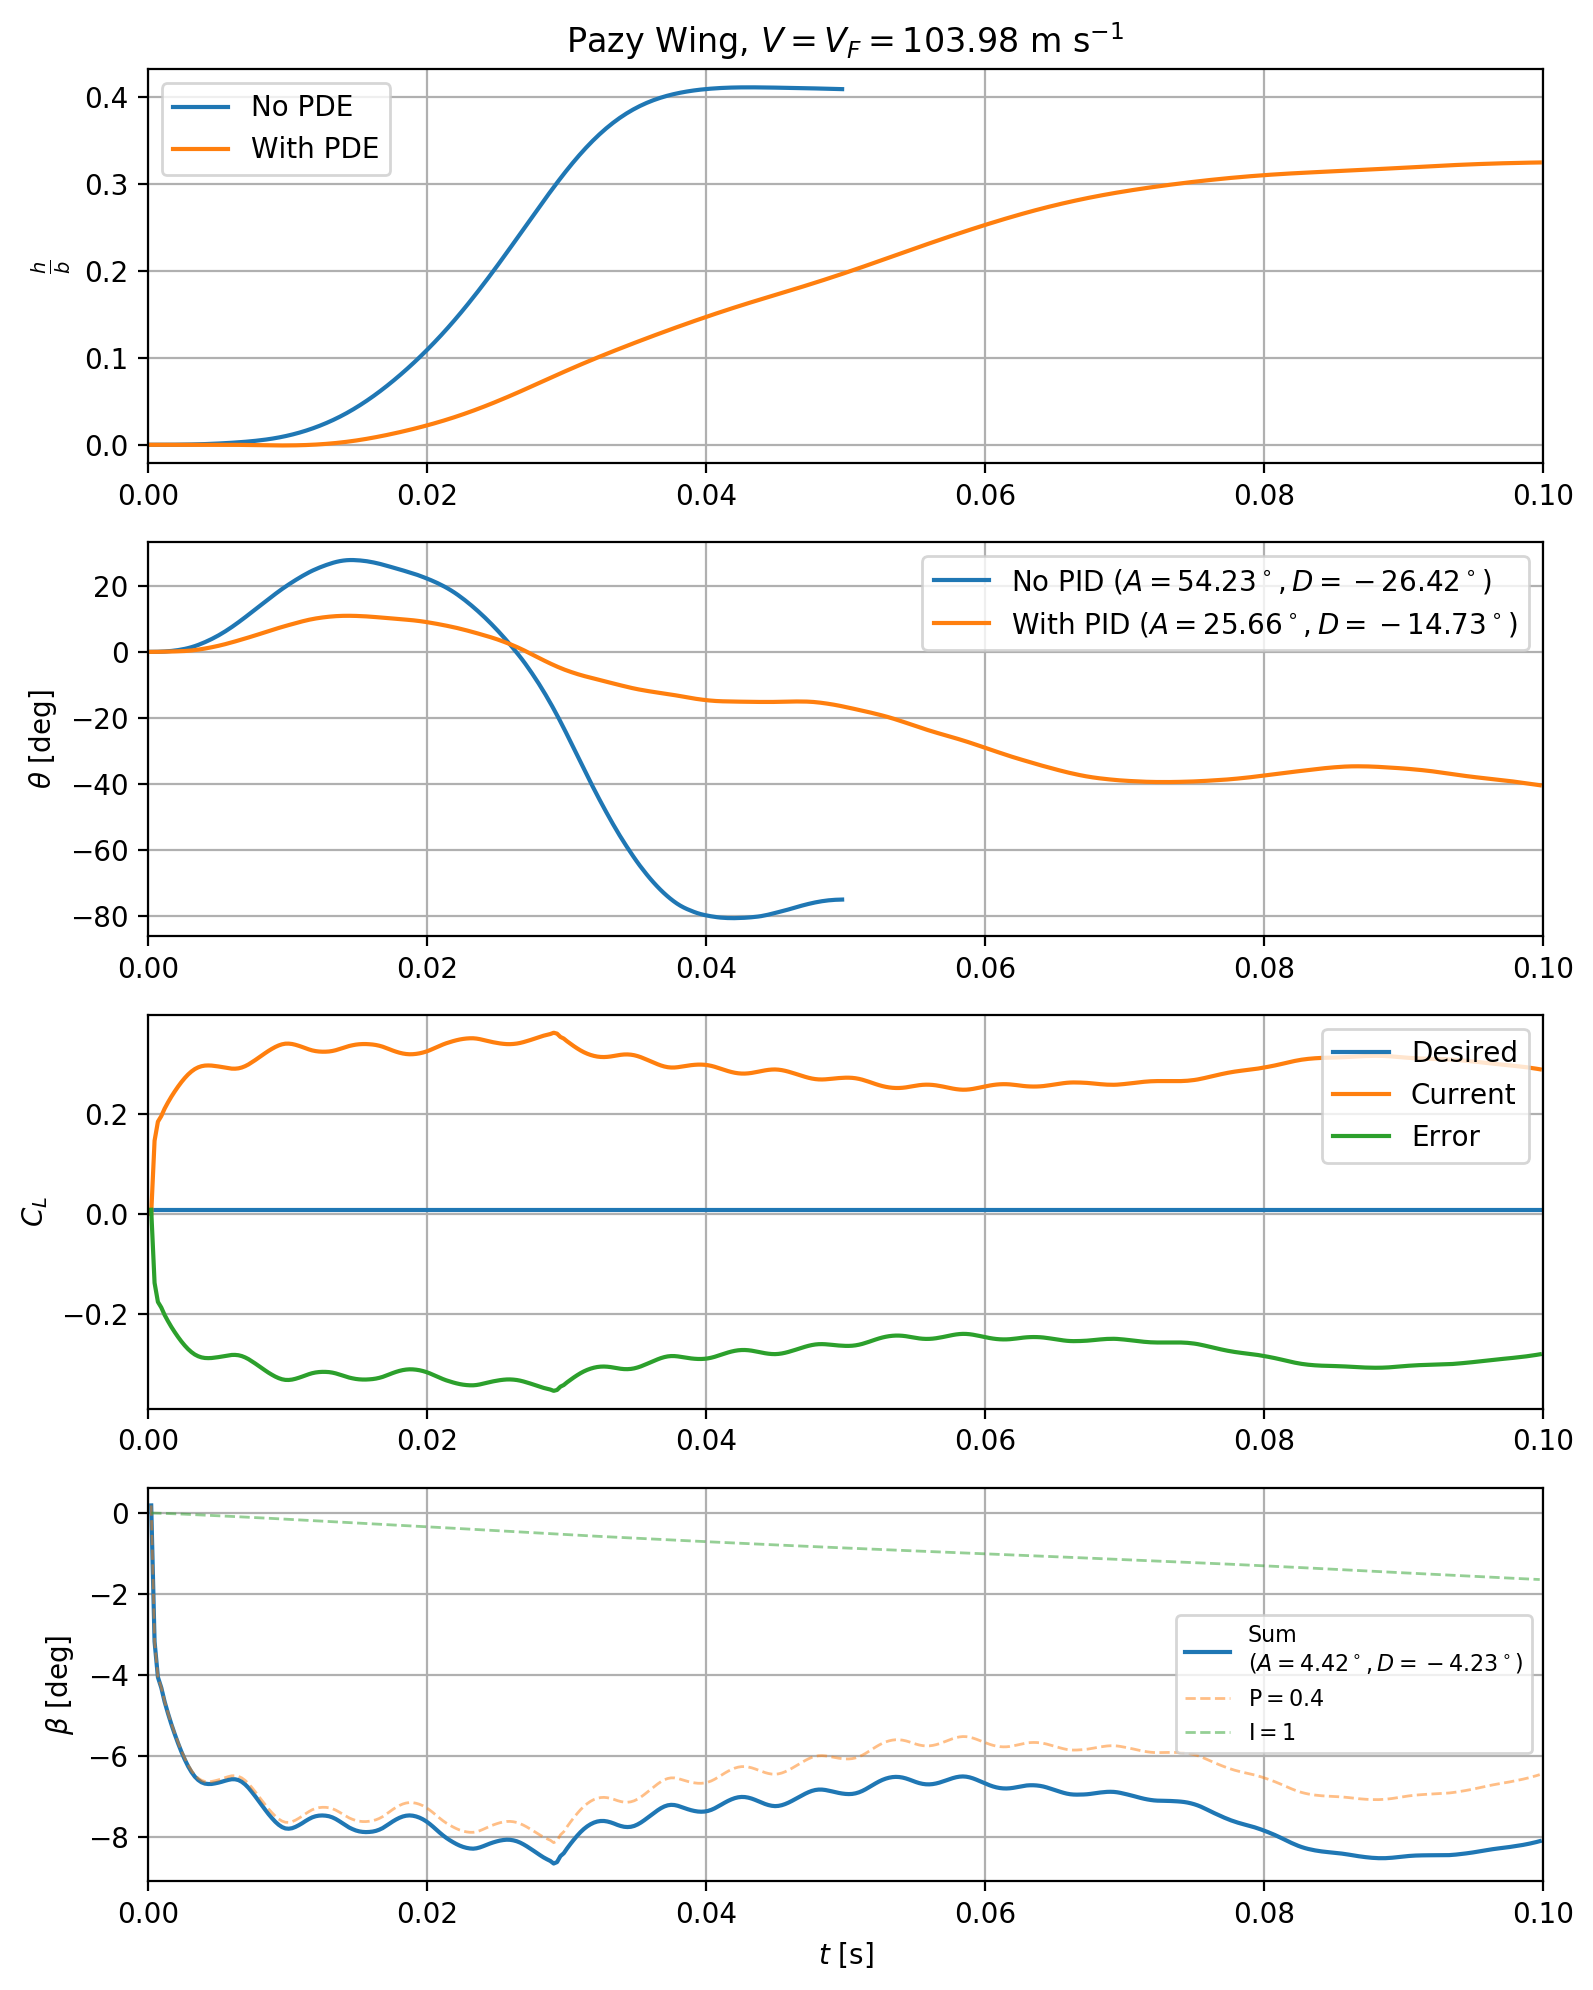 Pazy Wing, V = V_F = 103.98 m s⁻¹
h/b
0.4
0.3
0.2
0.1
0.0
No PDE
With PDE
0.00 0.02 0.04 0.06 0.08 0.10
θ [deg]
20
0
−20
−40
−60
−80
No PID (A = 54.23°, D = −26.42°)
With PID (A = 25.66°, D = −14.73°)
0.00 0.02 0.04 0.06 0.08 0.10
C_L
0.2
0.0
−0.2
Desired
Current
Error
0.00 0.02 0.04 0.06 0.08 0.10
β [deg]
0
−2
−4
−6
−8
Sum
(A = 4.42°, D = −4.23°)
P = 0.4
I = 1
0.00 0.02 0.04 0.06 0.08 0.10
t [s]